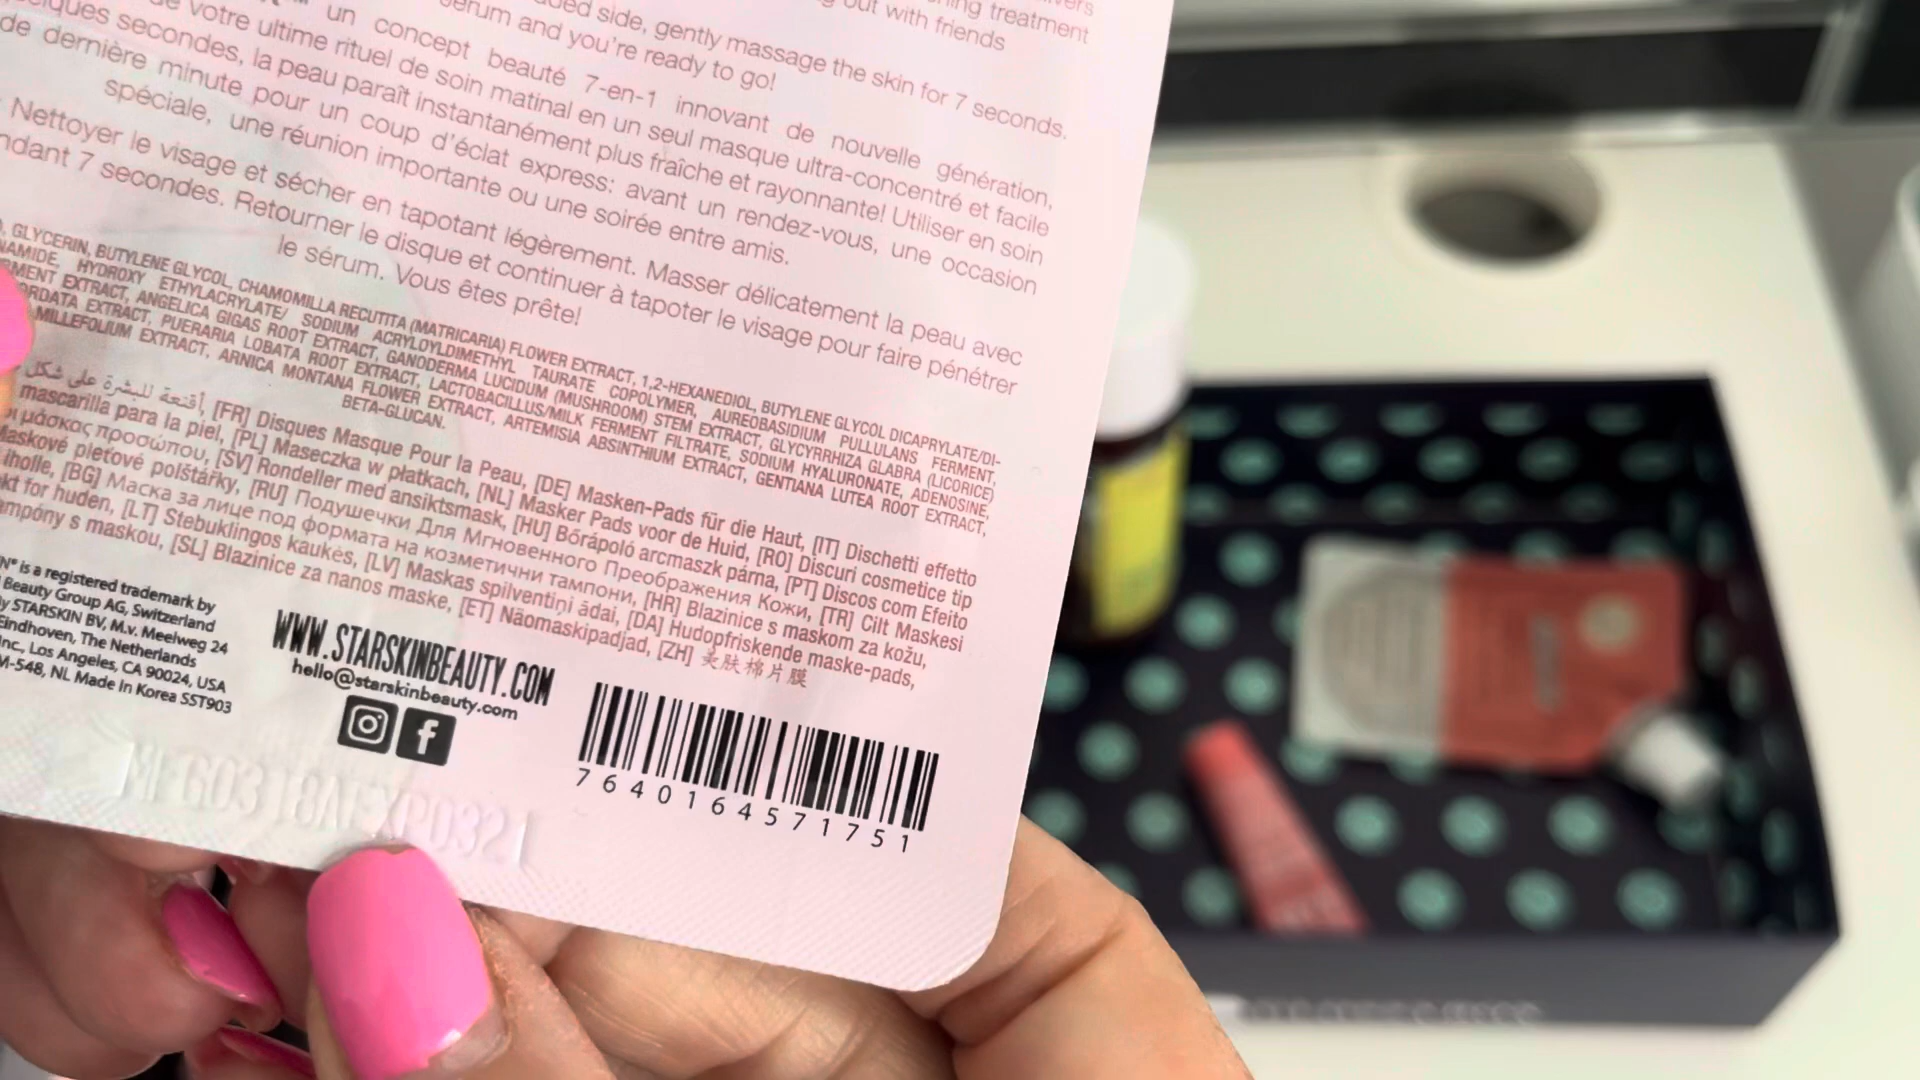 ing treatment
out with friends
ded side, gently massage the skin for 7 seconds.
serum and you're ready to go!
un concept beauté 7-en-1 innovant de nouvelle génération,
de votre ultime rituel de soin matinal en un seul masque ultra-concentré et facile
secondes, la peau paraît instantanément plus fraîche et rayonnante! Utiliser en soin
de dernière minute pour un coup d'éclat express: avant un rendez-vous, une occasion
spéciale, une réunion importante ou une soirée entre amis.
Nettoyer le visage et sécher en tapotant légèrement. Masser délicatement la peau avec
7 secondes. Retourner le disque et continuer à tapoter le visage pour faire pénétrer
le sérum. Vous êtes prête!
GLYCERIN, BUTYLENE GLYCOL, CHAMOMILLA RECUTITA (MATRICARIA) FLOWER EXTRACT, 1,2-HEXANEDIOL, BUTYLENE GLYCOL DICAPRYLATE/DI-
HYDROXY ETHYLACRYLATE/ SODIUM ACRYLOYLDIMETHYL TAURATE COPOLYMER, AUREOBASIDIUM PULLULANS FERMENT,
EXTRACT, ANGELICA GIGAS ROOT EXTRACT, GANODERMA LUCIDUM (MUSHROOM) STEM EXTRACT, GLYCYRRHIZA GLABRA (LICORICE)
EXTRACT, PUERARIA LOBATA ROOT EXTRACT, LACTOBACILLUS/MILK FERMENT FILTRATE, SODIUM HYALURONATE, ADENOSINE,
MILLEFOLIUM EXTRACT, ARNICA MONTANA FLOWER EXTRACT, ARTEMISIA ABSINTHIUM EXTRACT, GENTIANA LUTEA ROOT EXTRACT,
BETA-GLUCAN.
أقنعة للبشرة على شكل, [FR] Disques Masque Pour la Peau, [DE] Masken-Pads für die Haut, [IT] Dischetti effetto
mascarilla para la piel, [PL] Maseczka w płatkach, [NL] Masker Pads voor de Huid, [RO] Discuri cosmetice tip
μάσκας προσώπου, [SV] Rondeller med ansiktsmask, [HU] Bőrápoló arcmaszk párna, [PT] Discos com Efeito
pleťové polštářky, [RU] Подушечки Для Мгновенного Преображения Кожи, [TR] Cilt Maskesi
iholle, [BG] Маска за лице под формата на козметични тампони, [HR] Blazinice s maskom za kožu,
for huden, [LT] Stebuklingos kaukės, [LV] Maskas spilventiņi ādai, [DA] Hudopfriskende maske-pads,
s maskou, [SL] Blazinice za nanos maske, [ET] Näomaskipadjad, [ZH] 美肤棉片膜
N® is a registered trademark by
Beauty Group AG, Switzerland
STARSKIN BV, M.v. Meelweg 24
Eindhoven, The Netherlands
Inc., Los Angeles, CA 90024, USA
M-548, NL Made In Korea SST903
WWW.STARSKINBEAUTY.COM
hello@starskinbeauty.com
7640164571751
MFG0318A EXP0321